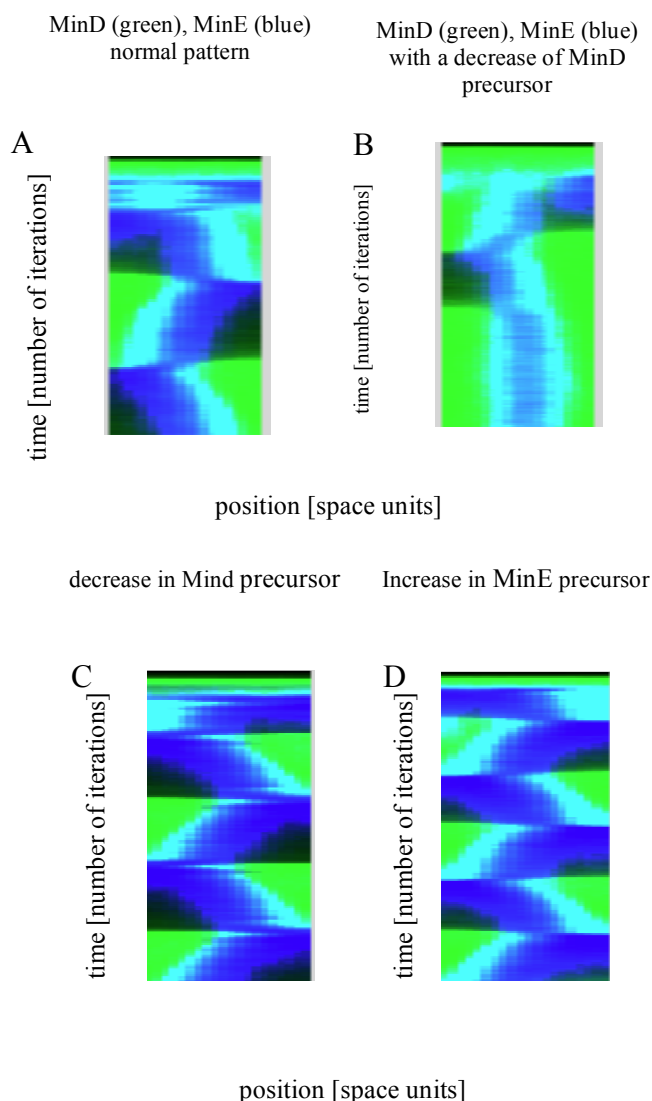 MinD (green), MinE (blue)
normal pattern
MinD (green), MinE (blue)
with a decrease of MinD
precursor
A
B
time [number of iterations]
time [number of iterations]
position [space units]
decrease in Mind precursor
Increase in MinE precursor
C
D
time [number of iterations]
time [number of iterations]
position [space units]